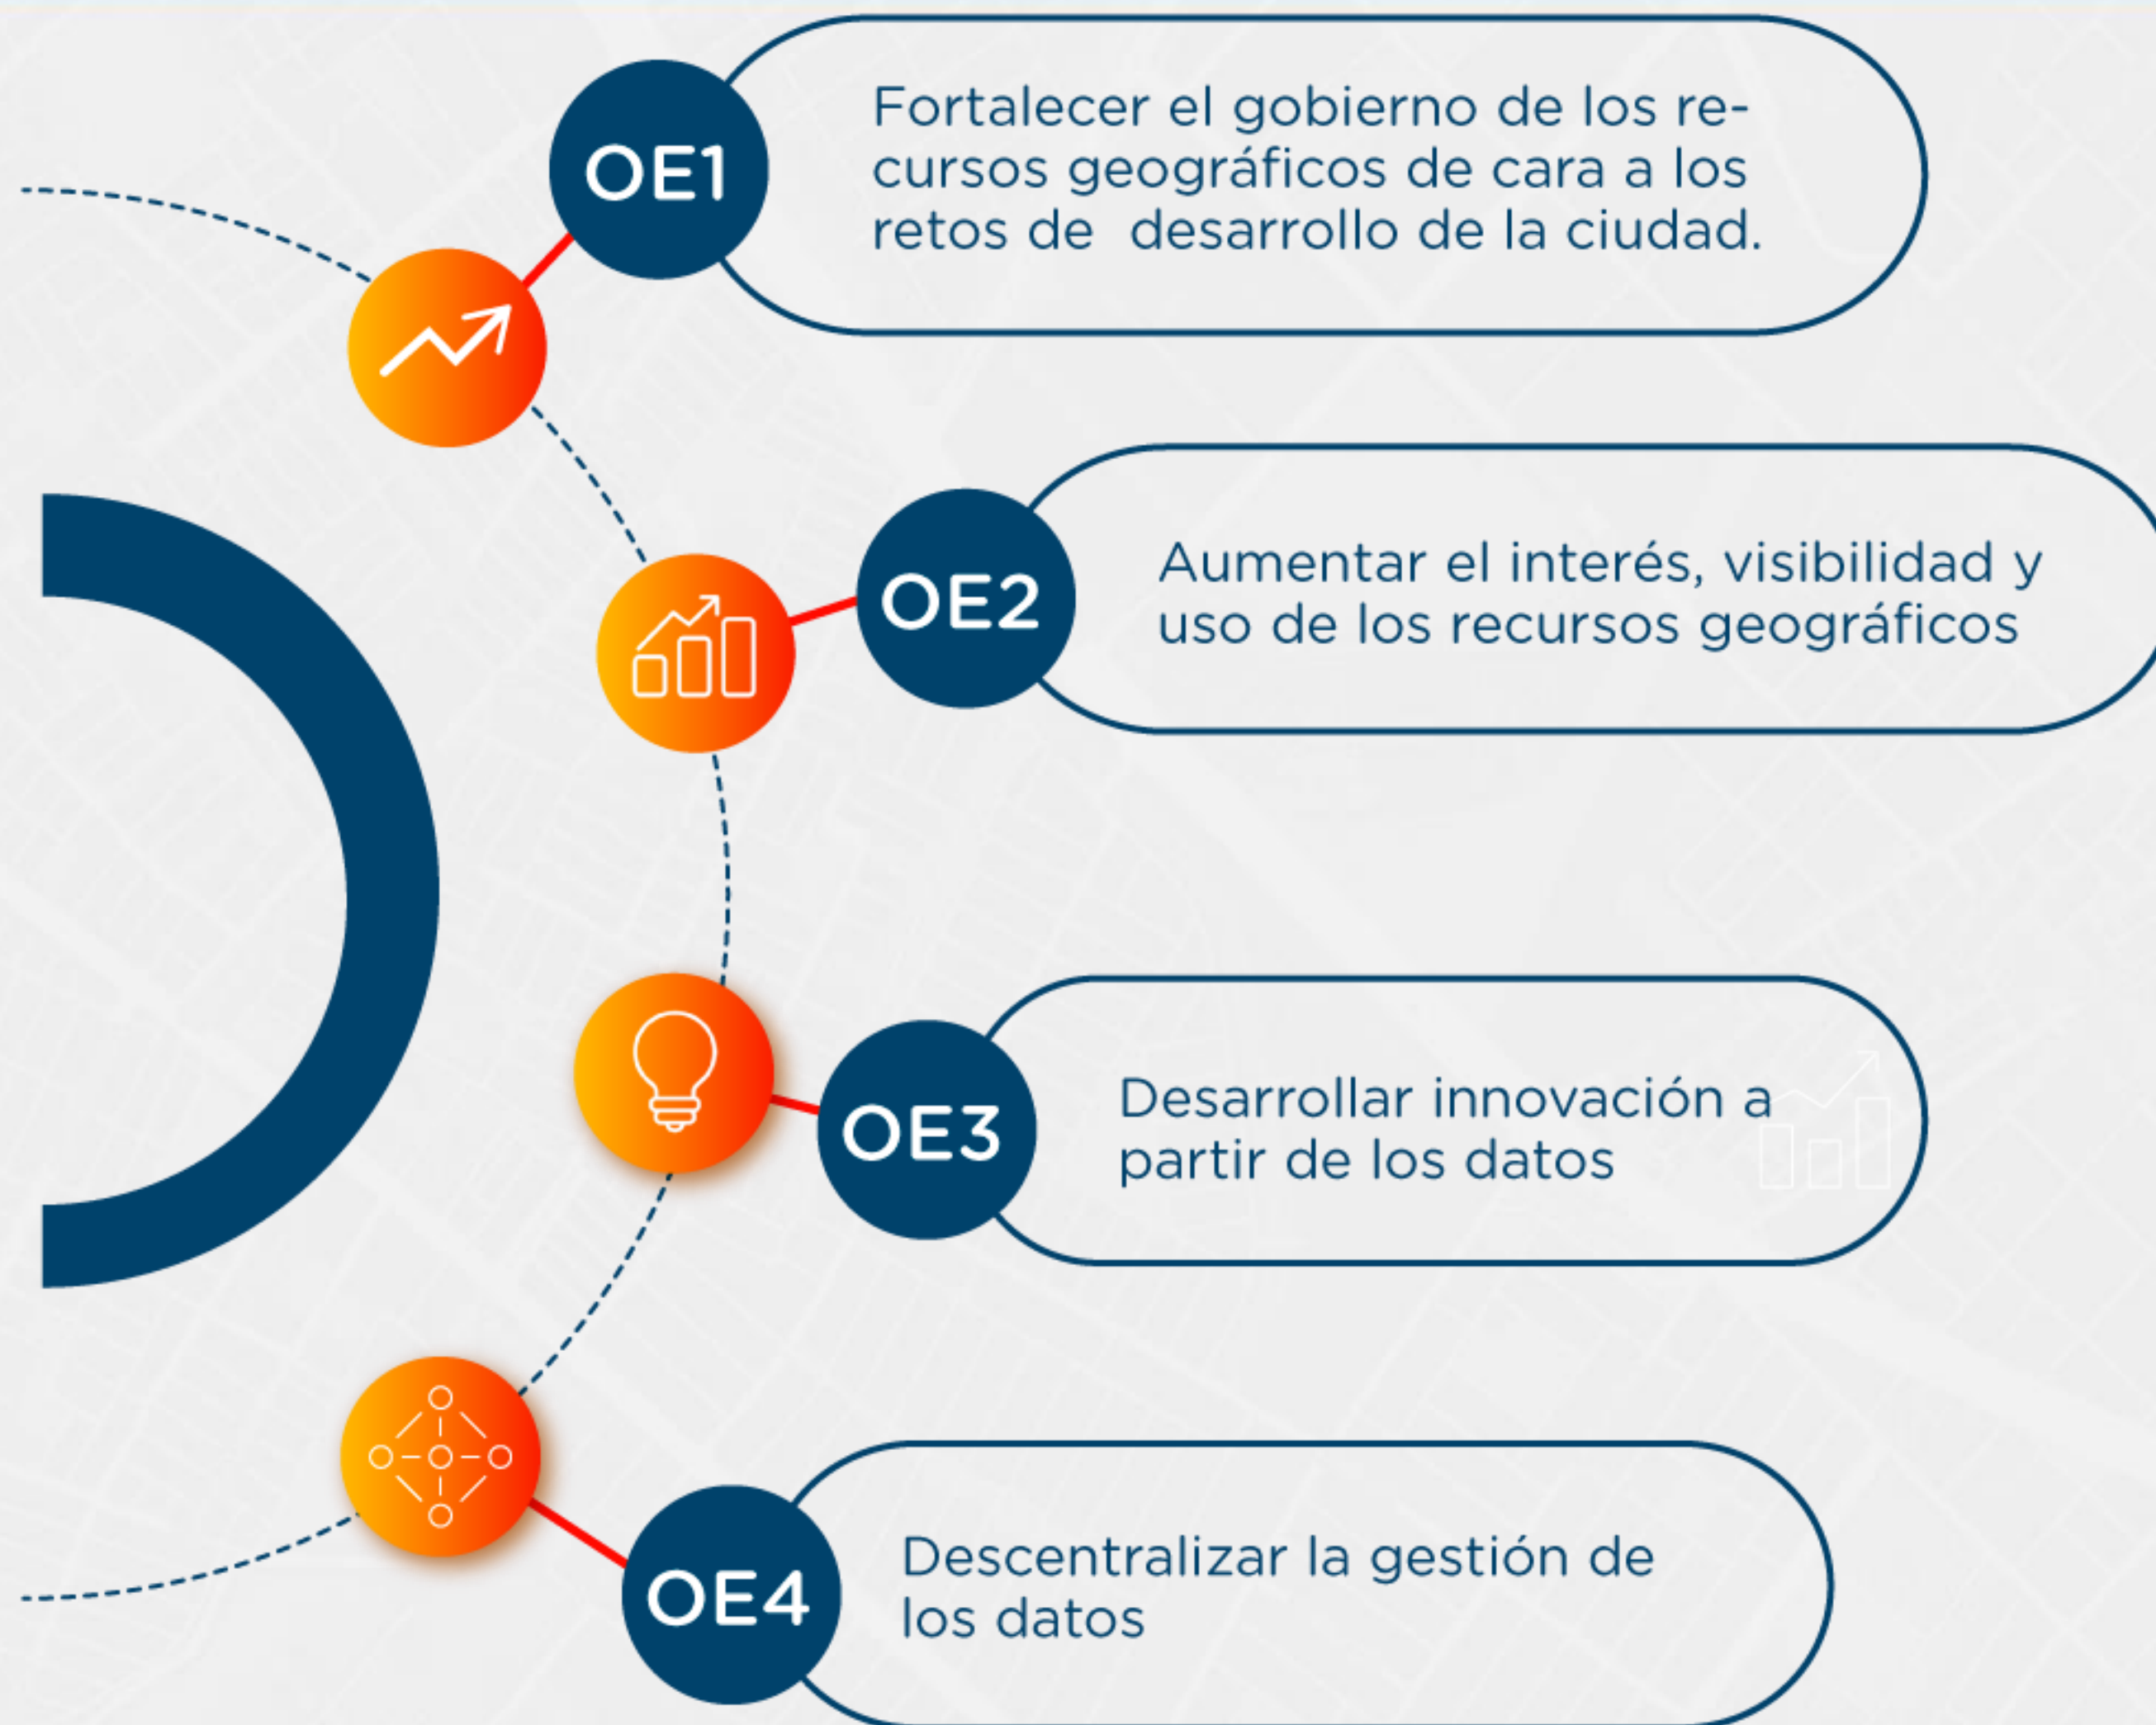 OE1
Fortalecer el gobierno de los re-
cursos geográficos de cara a los
retos de  desarrollo de la ciudad.
OE2
Aumentar el interés, visibilidad y
uso de los recursos geográficos
OE3
Desarrollar innovación a
partir de los datos
OE4
Descentralizar la gestión de
los datos